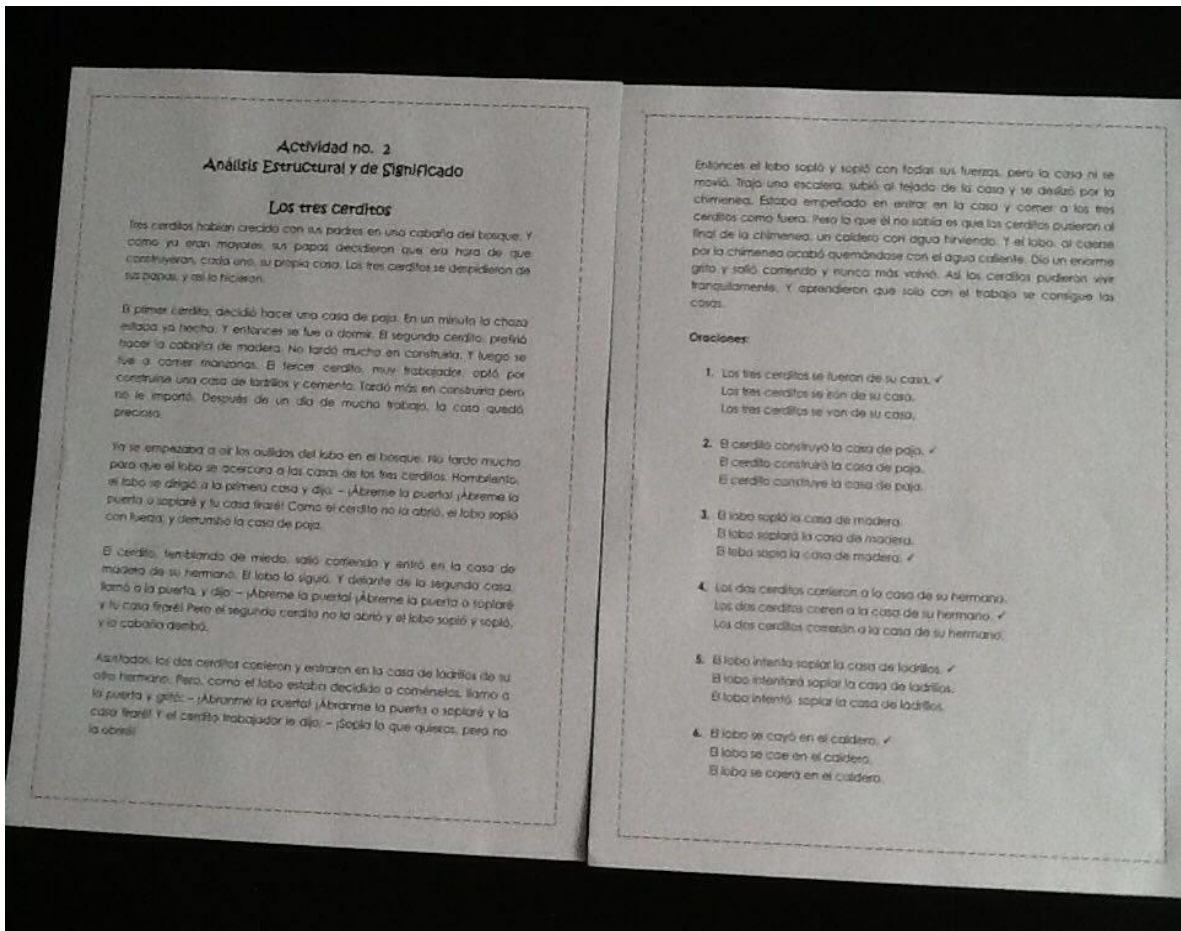 Actividad no. 2
Análisis Estructural y de Significado
Los tres cerditos
Tres cerditos habían crecido con sus padres en una cabaña del bosque. Y
como ya eran mayores, sus papas decidieron que era hora de que
construyeran, cada uno, su propia casa. Los tres cerditos se despidieron de
sus papas, y así lo hicieron.
El primer cerdito, decidió hacer una casa de paja. En un minuto la choza
estaba ya hecha. Y entonces se fue a dormir. El segundo cerdito, prefirió
hacer la cabaña de madera. No tardó mucho en construirla. Y luego se
fue a comer manzanas. El tercer cerdito, muy trabajador, optó por
construirse una casa de ladrillos y cemento. Tardó más en construirla pero
no le importó. Después de un día de mucho trabajo, la casa quedó
preciosa.
Ya se empezaba a oír los aullidos del lobo en el bosque. No tardo mucho
para que el lobo se acercara a las casas de los tres cerditos. Hambriento,
el lobo se dirigió a la primera casa y dijo: – ¡Ábreme la puerta! ¡Ábreme la
puerta o soplaré y tu casa tiraré! Como el cerdito no la abrió, el lobo sopló
con fuerza, y derrumbó la casa de paja.
El cerdito, temblando de miedo, salió corriendo y entró en la casa de
madera de su hermano. El lobo lo siguió. Y delante de la segunda casa,
llamó a la puerta, y dijo: – ¡Ábreme la puerta! ¡Ábreme la puerta o soplaré
y tu casa tiraré! Pero el segundo cerdito no la abrió y el lobo sopló y sopló,
y la cabaña derribó.
Asustados, los dos cerditos corrieron y entraron en la casa de ladrillos de su
otro hermano. Pero, como el lobo estaba decidido a comérselos, llamo a
la puerta y gritó: – ¡Ábranme la puerta! ¡Ábranme la puerta o soplaré y la
casa tiraré! Y el cerdito trabajador le dijo: – ¡Sopla lo que quieras, pero no
la abriré!
Entonces el lobo sopló y sopló con todas sus fuerzas, pero la casa ni se
movió. Trajo una escalera, subió al tejado de la casa y se deslizó por la
chimenea. Estaba empeñado en entrar en la casa y comer a los tres
cerditos como fuera. Pero lo que él no sabía es que los cerditos pusieron al
final de la chimenea, un caldero con agua hirviendo. Y el lobo, al caerse
por la chimenea acabó quemándose con el agua caliente. Dio un enorme
grito y salió corriendo y nunca más volvió. Así los cerditos pudieron vivir
tranquilamente. Y aprendieron que solo con el trabajo se consigue las
cosas.
Oraciones:
1. Los tres cerditos se fueron de su casa. ✓
Los tres cerditos se irán de su casa.
Los tres cerditos se van de su casa.
2. El cerdito construyó la casa de paja. ✓
El cerdito construirá la casa de paja.
El cerdito construye la casa de paja.
3. El lobo sopló la casa de madera.
El lobo soplará la casa de madera.
El lobo sopla la casa de madera. ✓
4. Los dos cerditos corrieron a la casa de su hermano.
Los dos cerditos corren a la casa de su hermano. ✓
Los dos cerditos correrán a la casa de su hermano.
5. El lobo intenta soplar la casa de ladrillos. ✓
El lobo intentará soplar la casa de ladrillos.
El lobo intentó soplar la casa de ladrillos.
6. El lobo se cayó en el caldero. ✓
El lobo se cae en el caldero.
El lobo se caerá en el caldero.